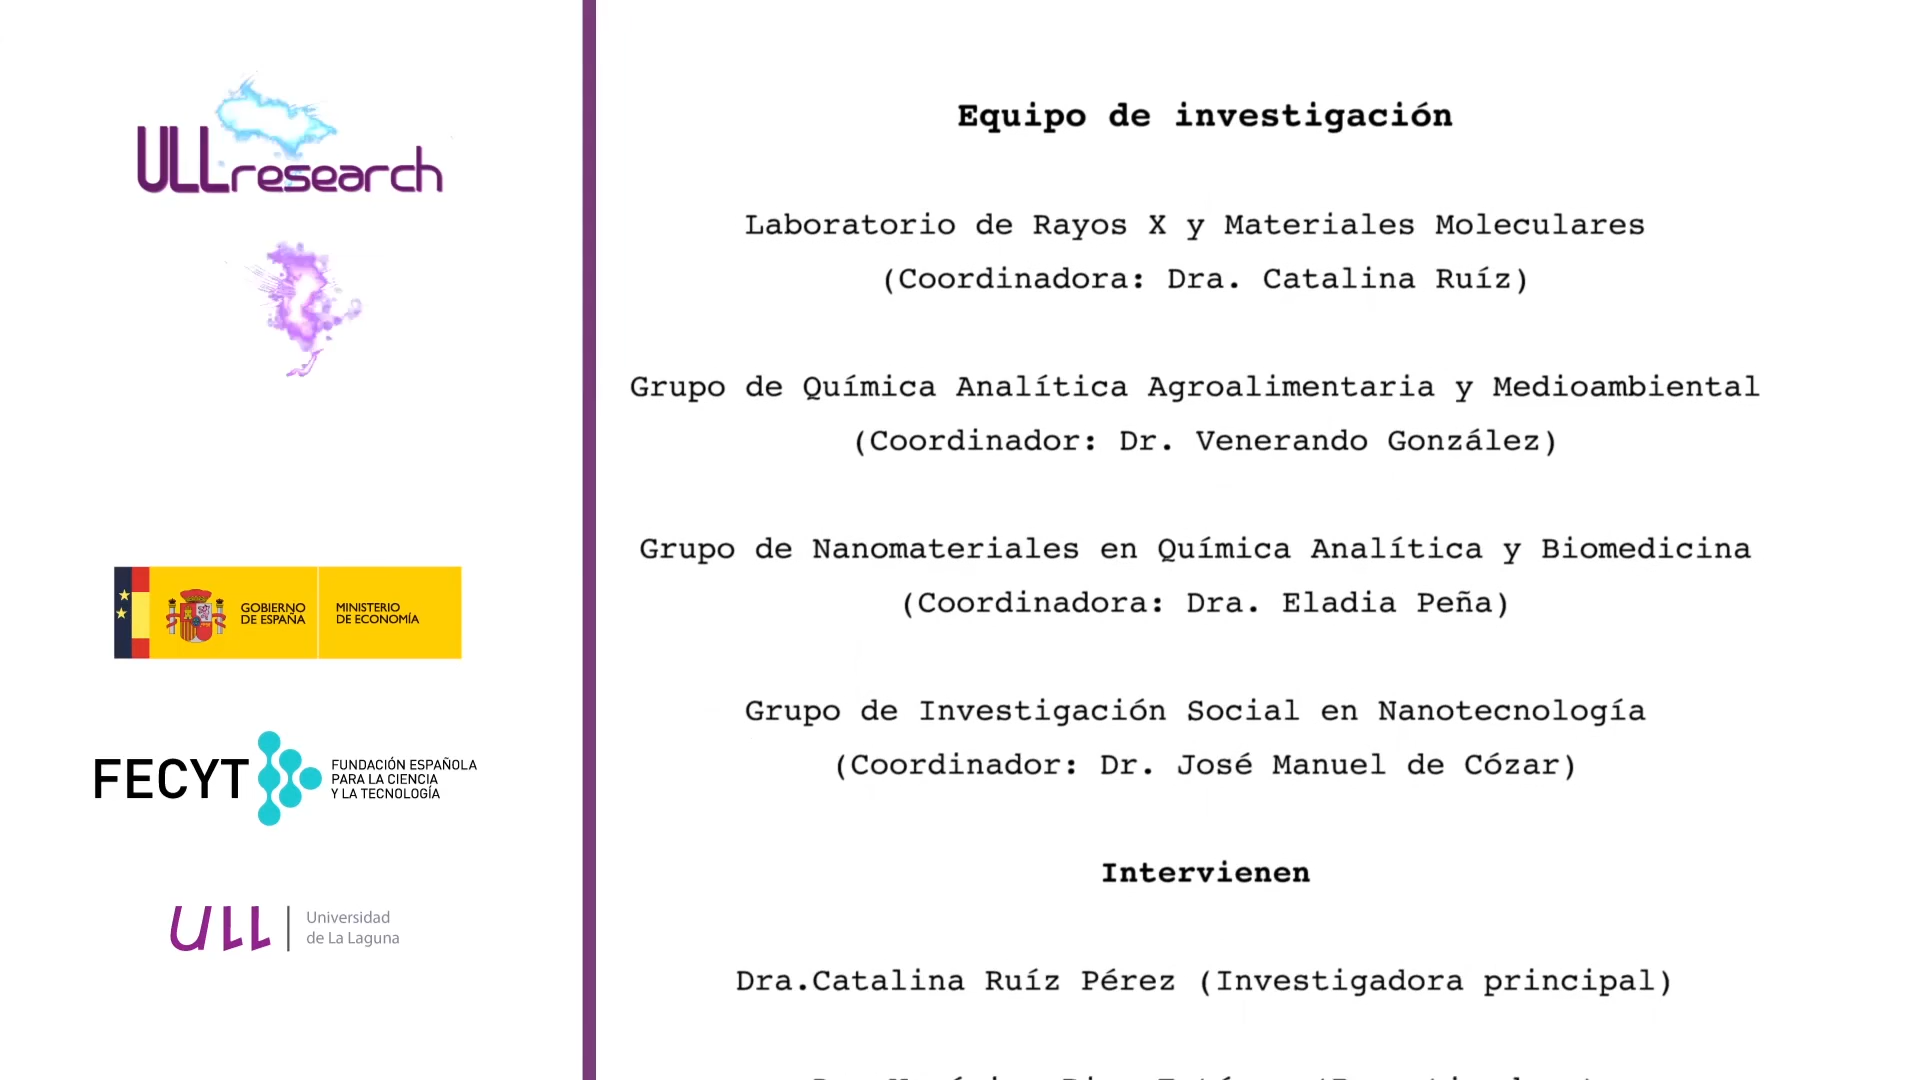 ULLresearch
GOBIERNO
DE ESPAÑA
MINISTERIO
DE ECONOMÍA
FECYT
FUNDACIÓN ESPAÑOLA
PARA LA CIENCIA
Y LA TECNOLOGÍA
ULL
Universidad
de La Laguna
Equipo de investigación
Laboratorio de Rayos X y Materiales Moleculares
(Coordinadora: Dra. Catalina Ruíz)
Grupo de Química Analítica Agroalimentaria y Medioambiental
(Coordinador: Dr. Venerando González)
Grupo de Nanomateriales en Química Analítica y Biomedicina
(Coordinadora: Dra. Eladia Peña)
Grupo de Investigación Social en Nanotecnología
(Coordinador: Dr. José Manuel de Cózar)
Intervienen
Dra.Catalina Ruíz Pérez (Investigadora principal)